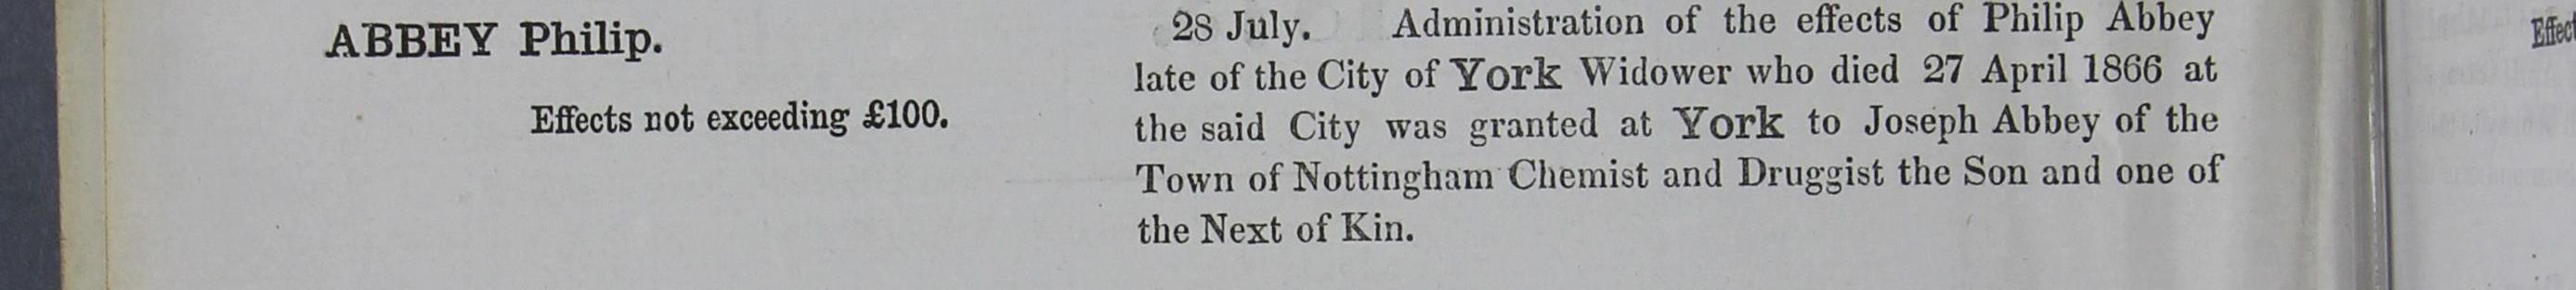 ABBEY Philip.
Effects not exceeding £100.
28 July. Administration of the effects of Philip Abbey
late of the City of York Widower who died 27 April 1866 at
the said City was granted at York to Joseph Abbey of the
Town of Nottingham Chemist and Druggist the Son and one of
the Next of Kin.